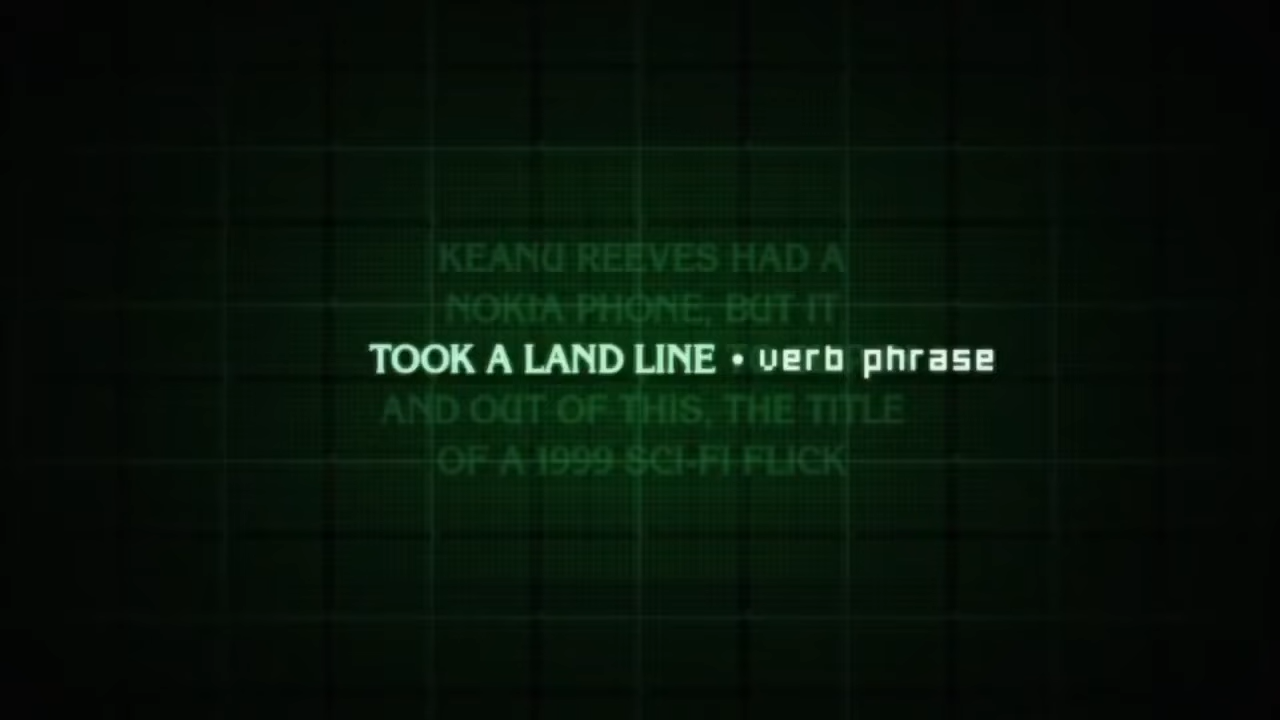 KEANU REEVES HAD A
NOKIA PHONE, BUT IT
TOOK A LAND LINE • verb phrase
AND OUT OF THIS, THE TITLE
OF A 1999 SCI-FI FLICK